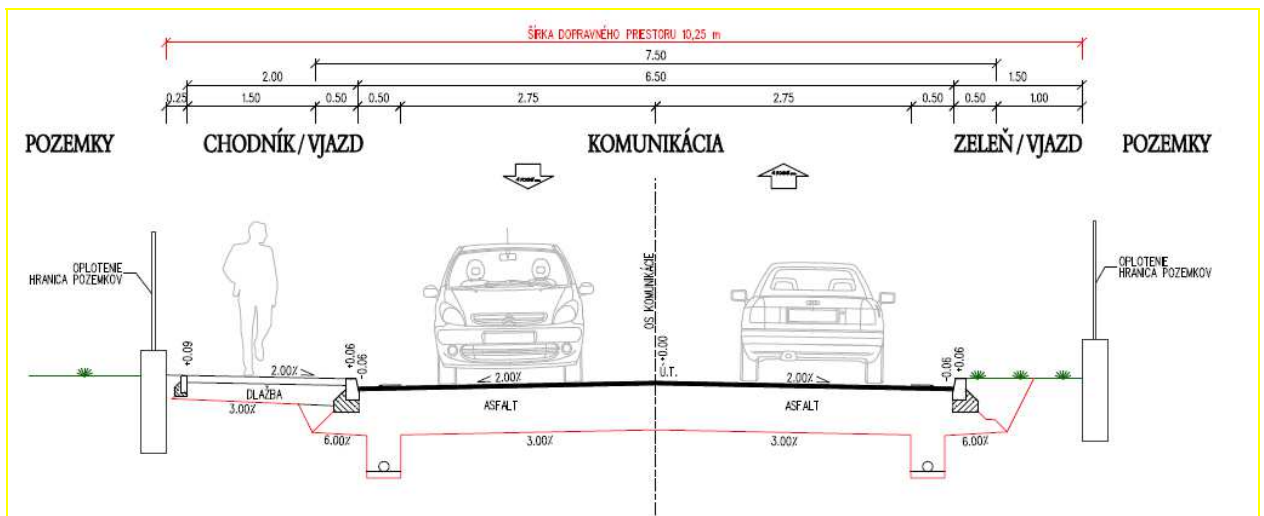 ŠÍRKA DOPRAVNÉHO PRIESTORU 10,25 m
7.50
2.00 6.50 1.50
0.25 1.50 0.50 0.50 2.75 2.75 0.50 0.50 1.00
POZEMKY CHODNÍK/VJAZD KOMUNIKÁCIA ZELEŇ/VJAZD POZEMKY
OPLOTENIE
HRANICA POZEMKOV
OS KOMUNIKÁCIE
OPLOTENIE
HRANICA POZEMKOV
+0.09 +0.06 -0.06 +0.00 -0.06 +0.06
Ú.T.
2.00% 2.00% 2.00%
DLAŽBA ASFALT ASFALT
3.00% 6.00% 3.00% 3.00% 6.00%